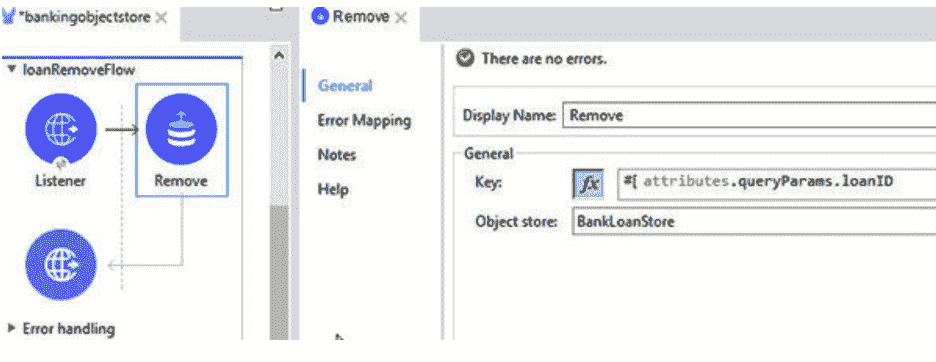 *bankingobjectstore
Remove
loanRemoveFlow
Listener
Remove
Error handling
General
Error Mapping
Notes
Help
There are no errors.
Display Name: Remove
General
Key: fx #[ attributes.queryParams.loanID
Object store: BankLoanStore